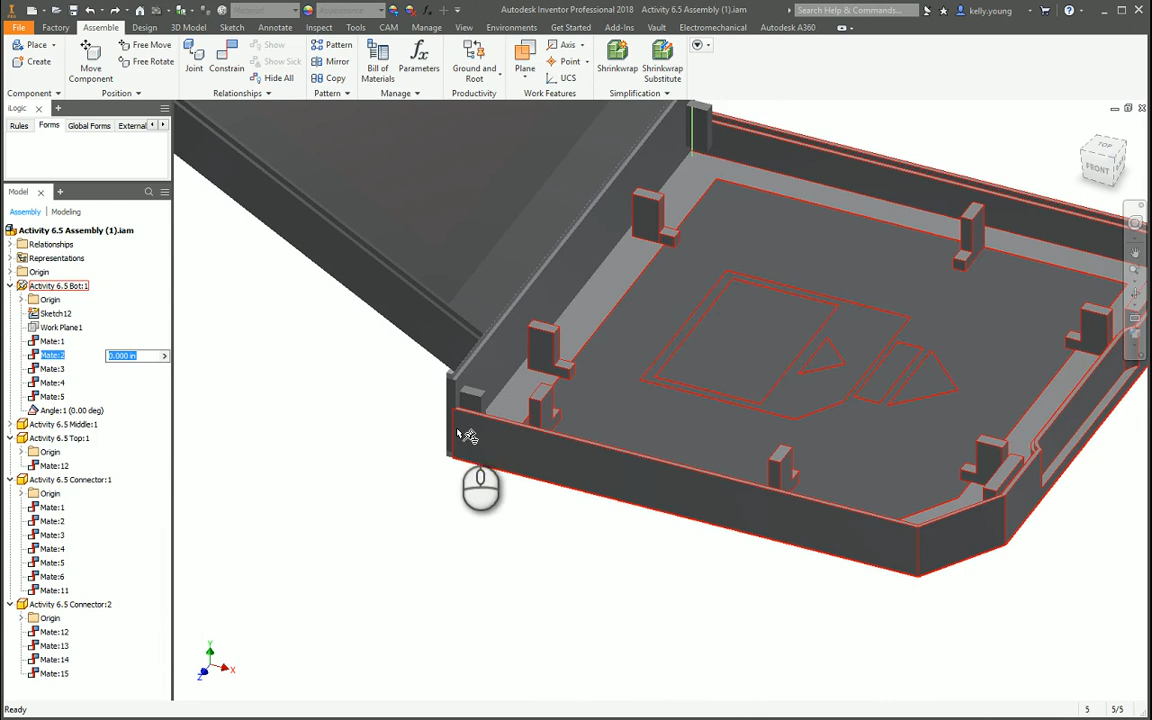 Material
Appearance
Autodesk Inventor Professional 2018 Activity 6.5 Assembly (1).iam
Search Help & Commands...
kelly.young
File Factory Assemble Design 3D Model Sketch Annotate Inspect Tools CAM Manage View Environments Get Started Add-Ins Vault Electromechanical Autodesk A360
Place
Create
Component
Move Component
Free Move
Free Rotate
Position
Joint
Constrain
Show
Show Sick
Hide All
Relationships
Pattern
Mirror
Copy
Pattern
Bill of Materials
Parameters
Manage
Ground and Root
Productivity
Plane
Axis
Point
UCS
Work Features
Shrinkwrap
Shrinkwrap Substitute
Simplification
iLogic
Rules Forms Global Forms External
Model
Assembly Modeling
Activity 6.5 Assembly (1).iam
Relationships
Representations
Origin
Activity 6.5 Bot:1
Origin
Sketch12
Work Plane1
Mate:1
Mate:2 0.000 in
Mate:3
Mate:4
Mate:5
Angle:1 (0.00 deg)
Activity 6.5 Middle:1
Activity 6.5 Top:1
Origin
Mate:12
Activity 6.5 Connector:1
Origin
Mate:1
Mate:2
Mate:3
Mate:4
Mate:5
Mate:6
Mate:11
Activity 6.5 Connector:2
Origin
Mate:12
Mate:13
Mate:14
Mate:15
TOP
FRONT
RIGHT
Y
X
Z
Ready
5 5/5